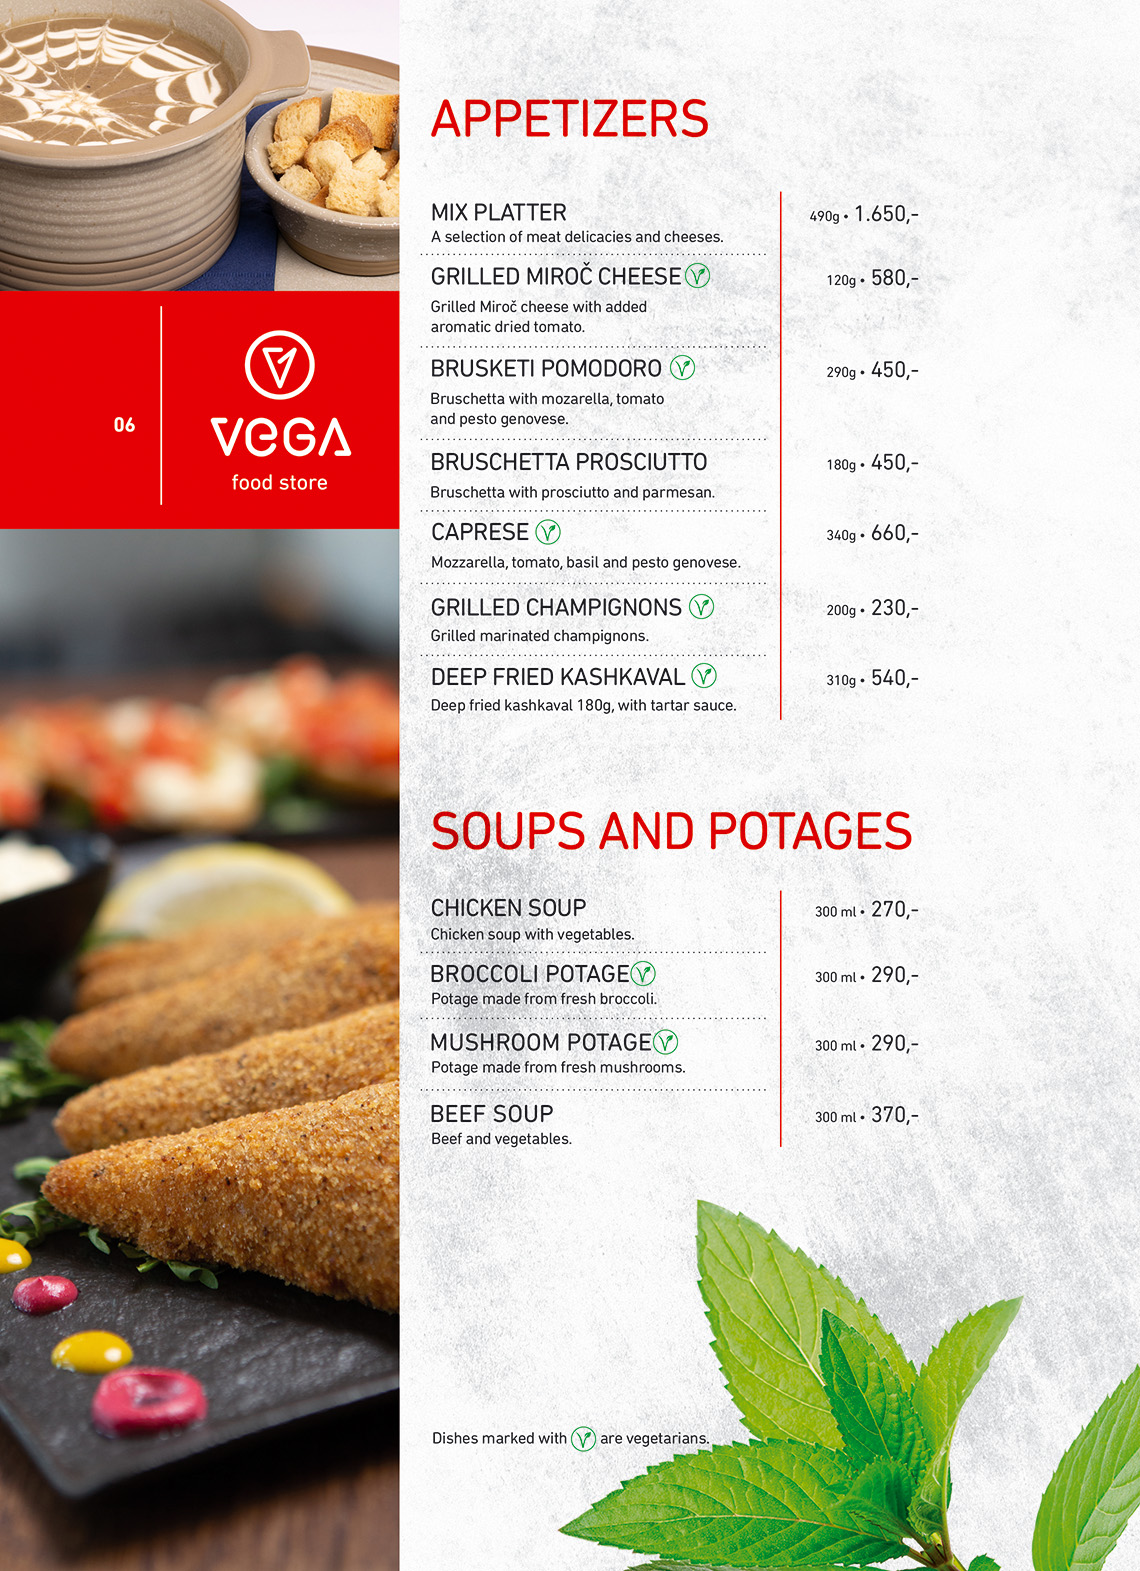 APPETIZERS
MIX PLATTER 490g • 1.650,-
A selection of meat delicacies and cheeses.
GRILLED MIROČ CHEESE 120g • 580,-
Grilled Miroč cheese with added
aromatic dried tomato.
BRUSKETI POMODORO 290g • 450,-
Bruschetta with mozarella, tomato
and pesto genovese.
BRUSCHETTA PROSCIUTTO 180g • 450,-
Bruschetta with prosciutto and parmesan.
CAPRESE 340g • 660,-
Mozzarella, tomato, basil and pesto genovese.
GRILLED CHAMPIGNONS 200g • 230,-
Grilled marinated champignons.
DEEP FRIED KASHKAVAL 310g • 540,-
Deep fried kashkaval 180g, with tartar sauce.
06
VEGA
food store
SOUPS AND POTAGES
CHICKEN SOUP 300 ml • 270,-
Chicken soup with vegetables.
BROCCOLI POTAGE 300 ml • 290,-
Potage made from fresh broccoli.
MUSHROOM POTAGE 300 ml • 290,-
Potage made from fresh mushrooms.
BEEF SOUP 300 ml • 370,-
Beef and vegetables.
Dishes marked with V are vegetarians.